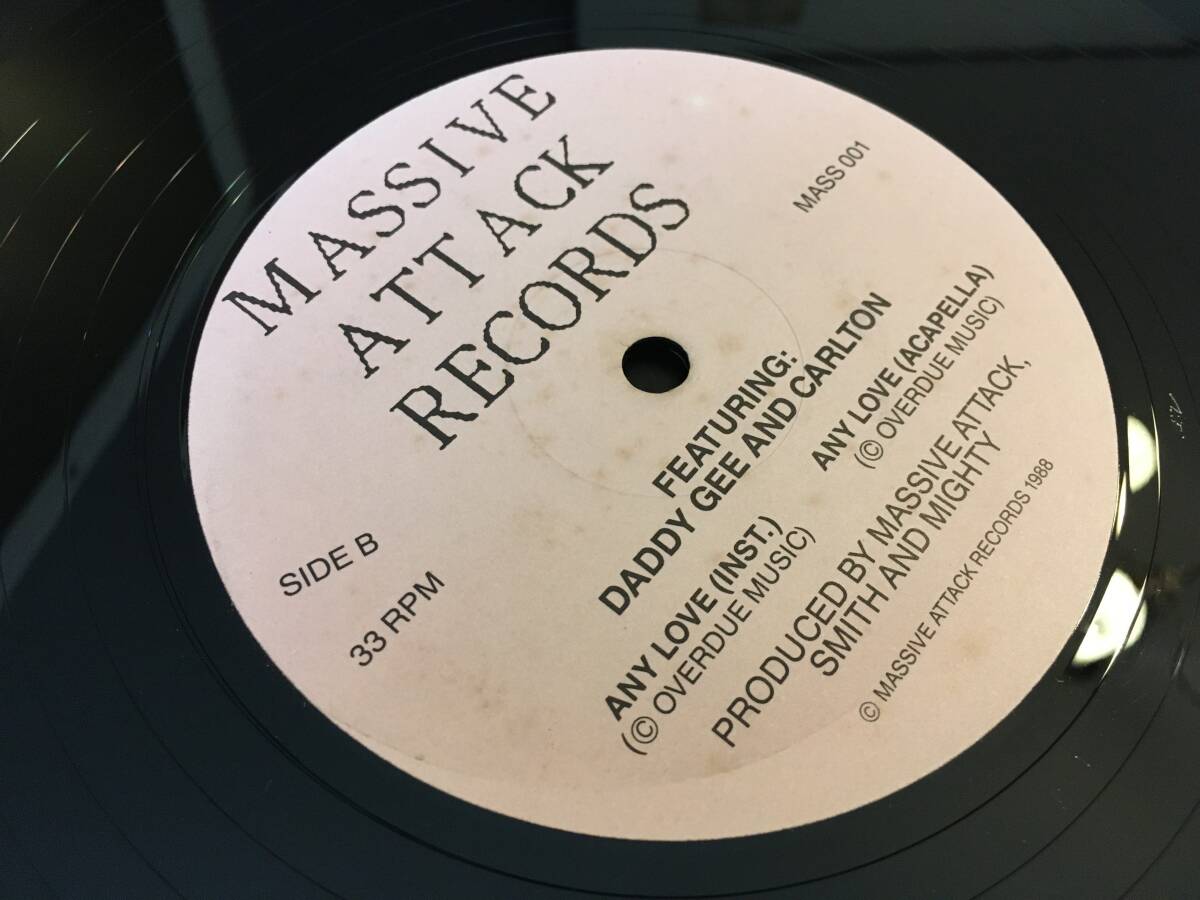 MASSIVE
ATTACK
RECORDS
MASS 001
SIDE B
33 RPM
FEATURING:
DADDY GEE AND CARLTON
ANY LOVE (INST.)
(© OVERDUE MUSIC)
ANY LOVE (ACAPELLA)
(© OVERDUE MUSIC)
PRODUCED BY MASSIVE ATTACK,
SMITH AND MIGHTY
© MASSIVE ATTACK RECORDS 1988